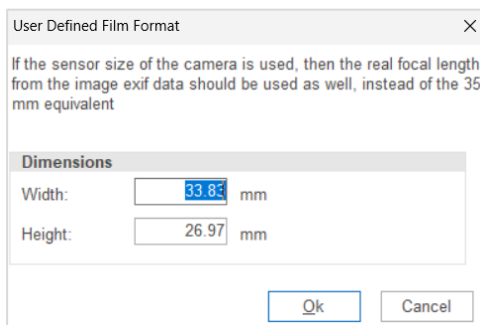 User Defined Film Format
If the sensor size of the camera is used, then the real focal length
from the image exif data should be used as well, instead of the 35
mm equivalent
Dimensions
Width: 33.83 mm
Height: 26.97 mm
Ok Cancel